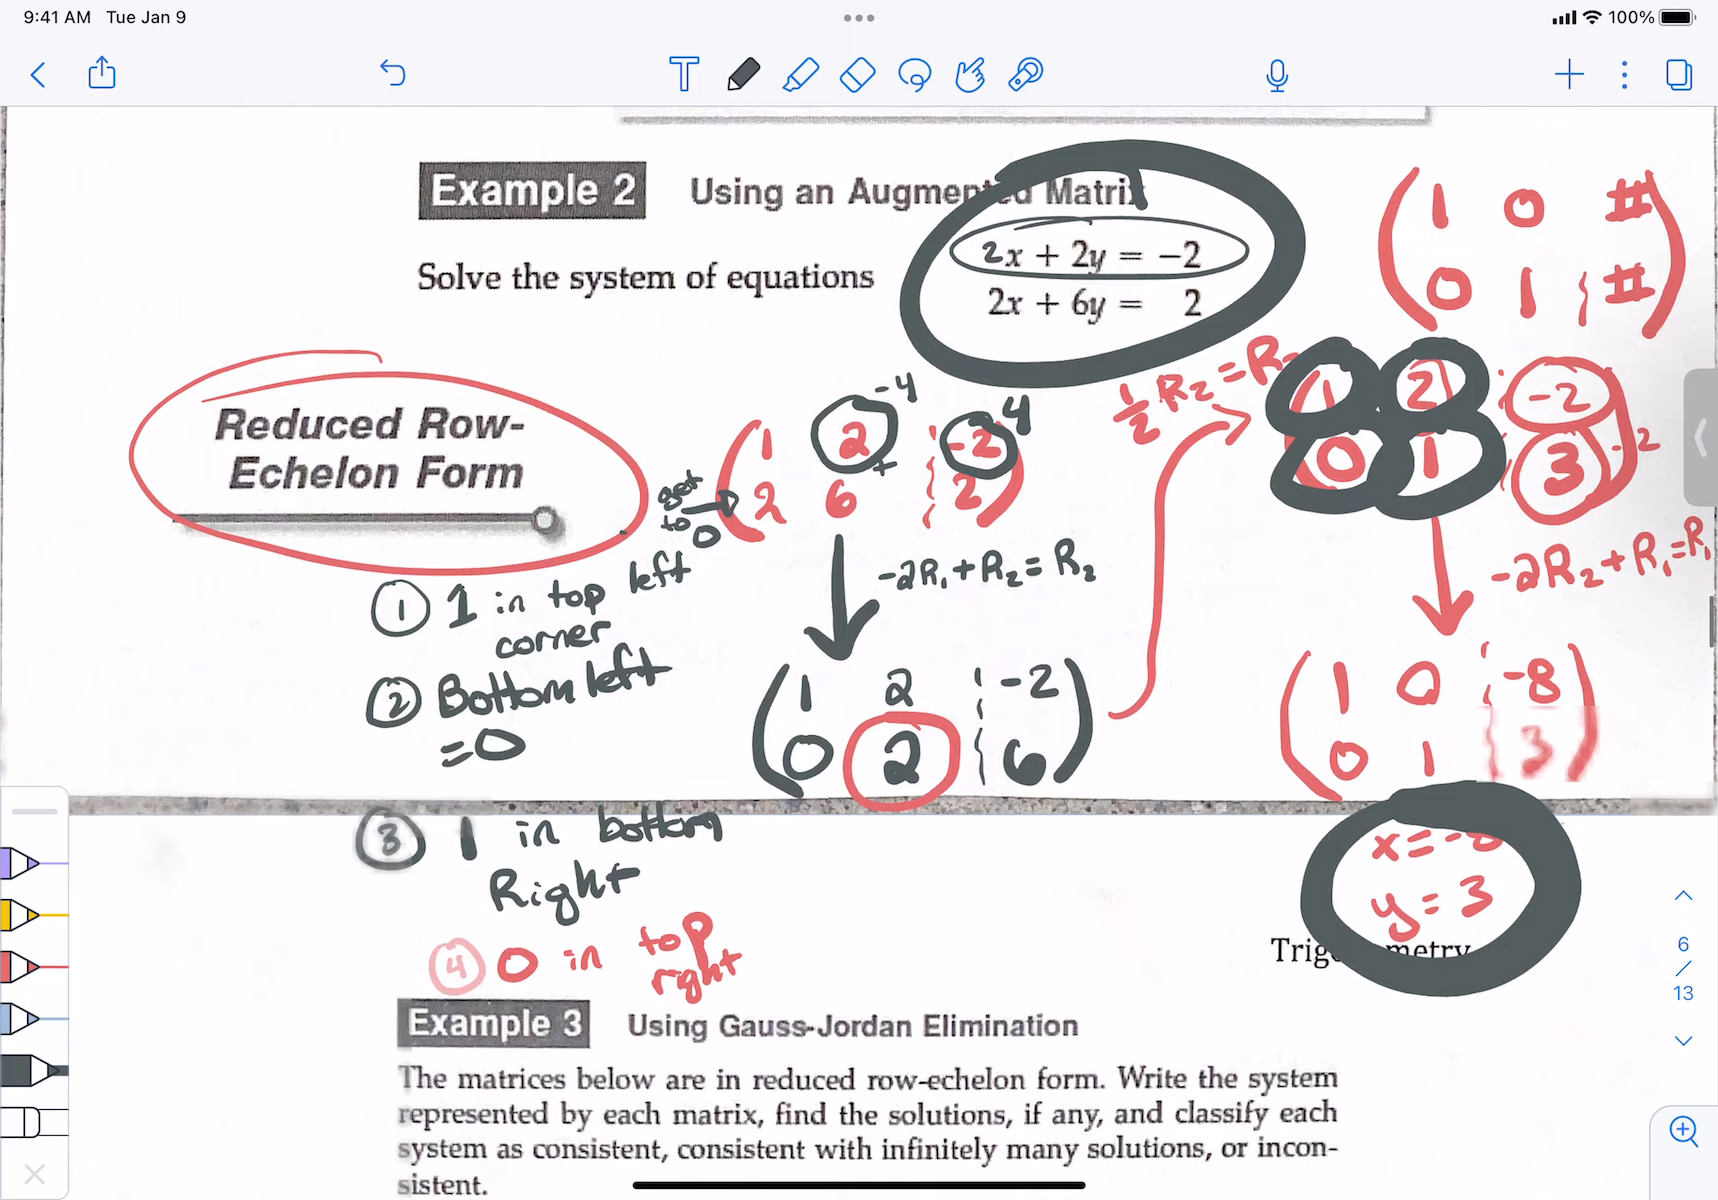 9:41 AM Tue Jan 9
100%
Example 2 Using an Augmented Matrix
Solve the system of equations
2x + 2y = -2
2x + 6y = 2
( 1 0 #
0 1 # )
Reduced Row-
Echelon Form
① 1 in top left
corner
② Bottom left
=0
③ 1 in bottom
Right
④ 0 in top
right
get
to
0
-4
4
( 1 2 -2
2 6 2 )
+
-2R₁+R₂=R₂
( 1 2 -2
0 2 6 )
½R₂=R
( 1 2 -2
0 1 3 )
-2
-2R₂+R₁=R₁
( 1 0 -8
0 1 3 )
x=-8
y=3
Trigonometry
Example 3 Using Gauss-Jordan Elimination
The matrices below are in reduced row-echelon form. Write the system
represented by each matrix, find the solutions, if any, and classify each
system as consistent, consistent with infinitely many solutions, or incon-
sistent.
6
/
13